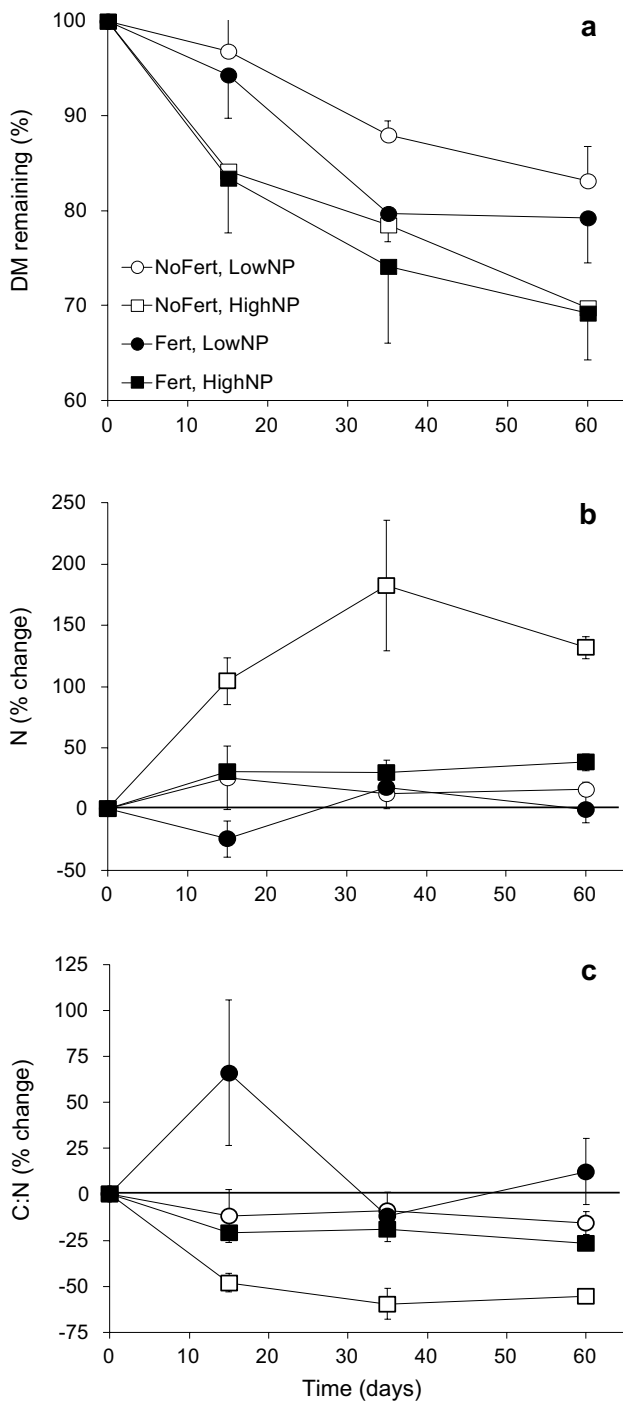 a
100
90
80
70
60
DM remaining (%)
NoFert, LowNP
NoFert, HighNP
Fert, LowNP
Fert, HighNP
0 10 20 30 40 50 60
b
250
200
150
100
50
0
-50
N (% change)
0 10 20 30 40 50 60
c
125
100
75
50
25
0
-25
-50
-75
C:N (% change)
0 10 20 30 40 50 60
Time (days)